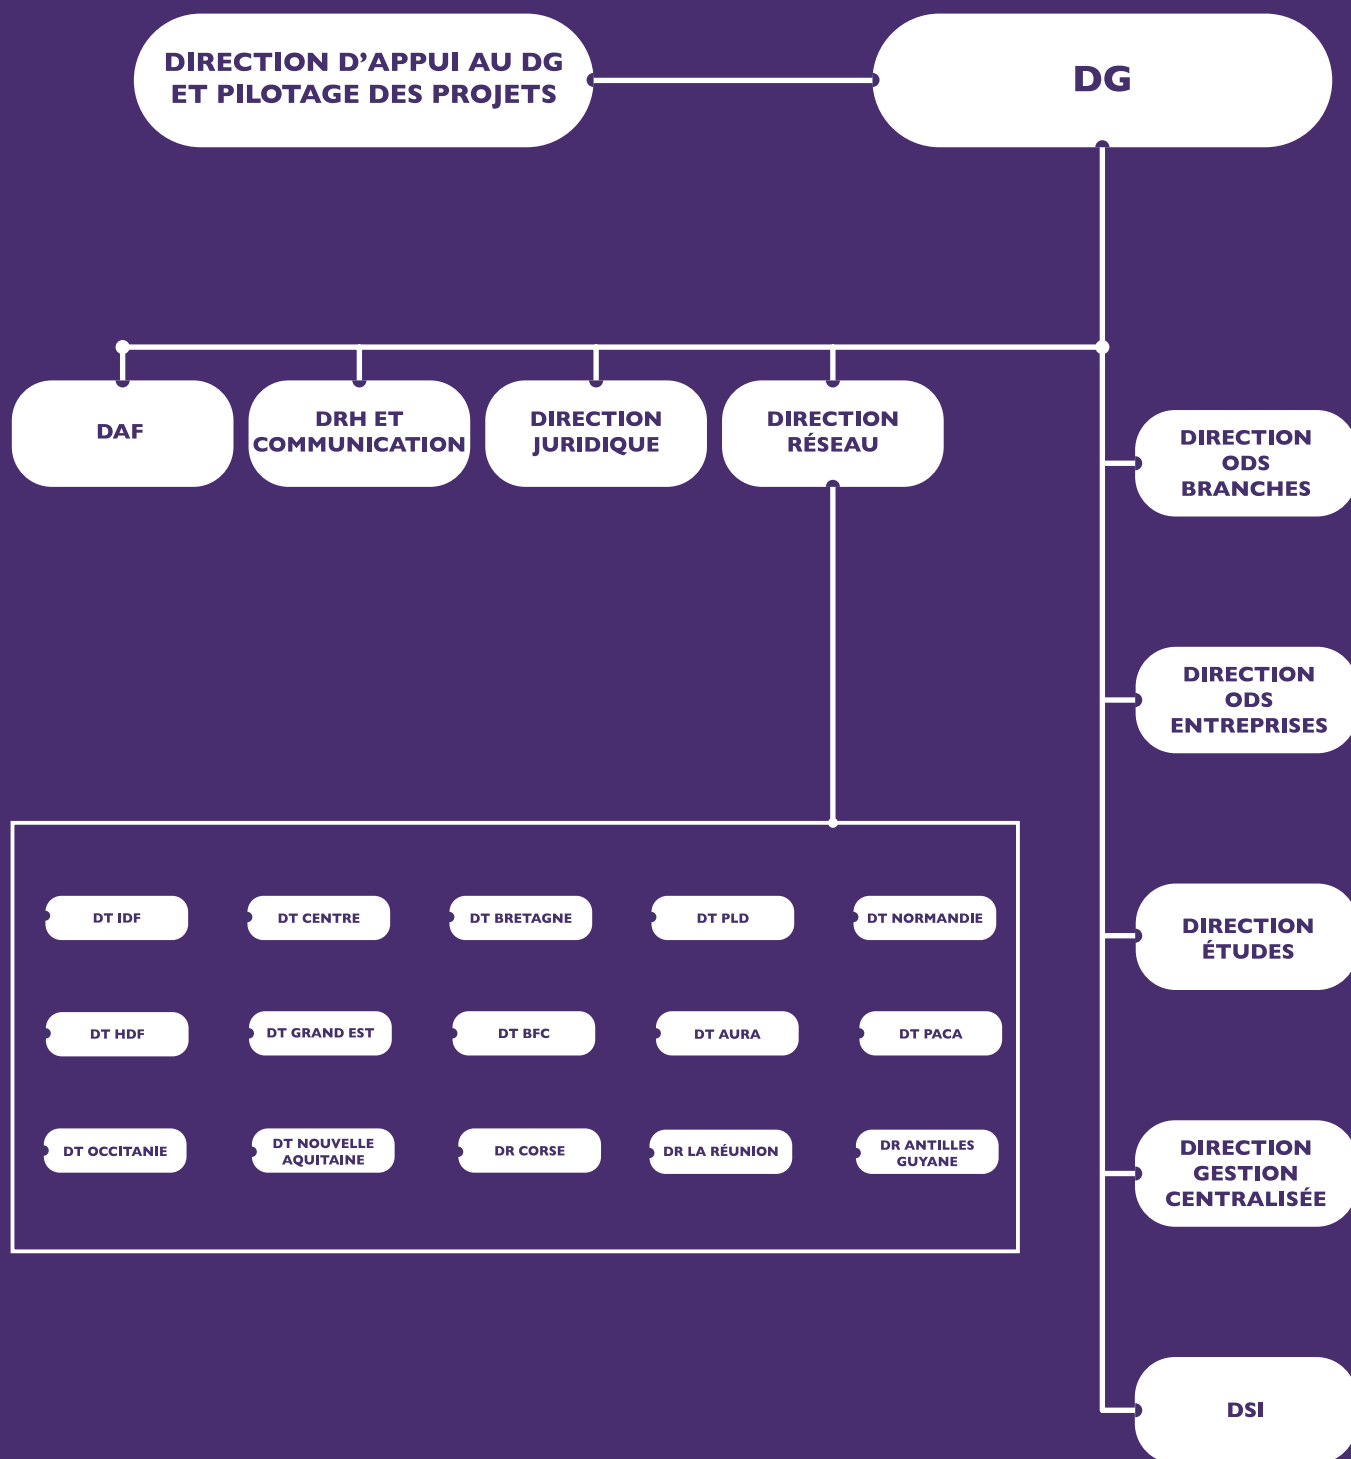 DIRECTION D'APPUI AU DG
ET PILOTAGE DES PROJETS
DG
DAF
DRH ET
COMMUNICATION
DIRECTION
JURIDIQUE
DIRECTION
RÉSEAU
DIRECTION
ODS
BRANCHES
DIRECTION
ODS
ENTREPRISES
DIRECTION
ÉTUDES
DIRECTION
GESTION
CENTRALISÉE
DSI
DT IDF
DT CENTRE
DT BRETAGNE
DT PLD
DT NORMANDIE
DT HDF
DT GRAND EST
DT BFC
DT AURA
DT PACA
DT OCCITANIE
DT NOUVELLE
AQUITAINE
DR CORSE
DR LA RÉUNION
DR ANTILLES
GUYANE